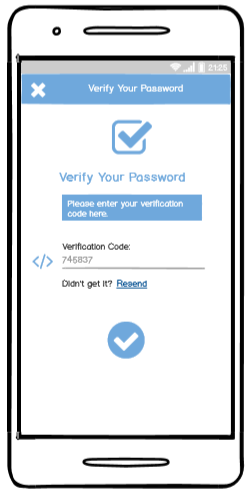 21:25
Verify Your Password
Verify Your Password
Please enter your verification
code here.
Verification Code:
</>
745837
Didn't get it? Resend